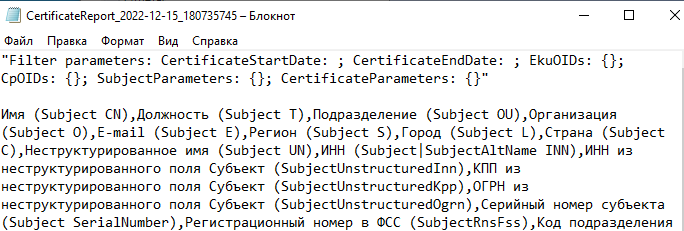 CertificateReport_2022-12-15_180735745 – Блокнот
Файл Правка Формат Вид Справка
"Filter parameters: CertificateStartDate: ; CertificateEndDate: ; EkuOIDs: {};
CpOIDs: {}; SubjectParameters: {}; CertificateParameters: {}"
Имя (Subject CN),Должность (Subject T),Подразделение (Subject OU),Организация
(Subject O),E-mail (Subject E),Регион (Subject S),Город (Subject L),Страна (Subject
C),Неструктурированное имя (Subject UN),ИНН (Subject|SubjectAltName INN),ИНН из
неструктурированного поля Субъект (SubjectUnstructuredInn),КПП из
неструктурированного поля Субъект (SubjectUnstructuredKpp),ОГРН из
неструктурированного поля Субъект (SubjectUnstructuredOgrn),Серийный номер субъекта
(Subject SerialNumber),Регистрационный номер в ФСС (SubjectRnsFss),Код подразделения